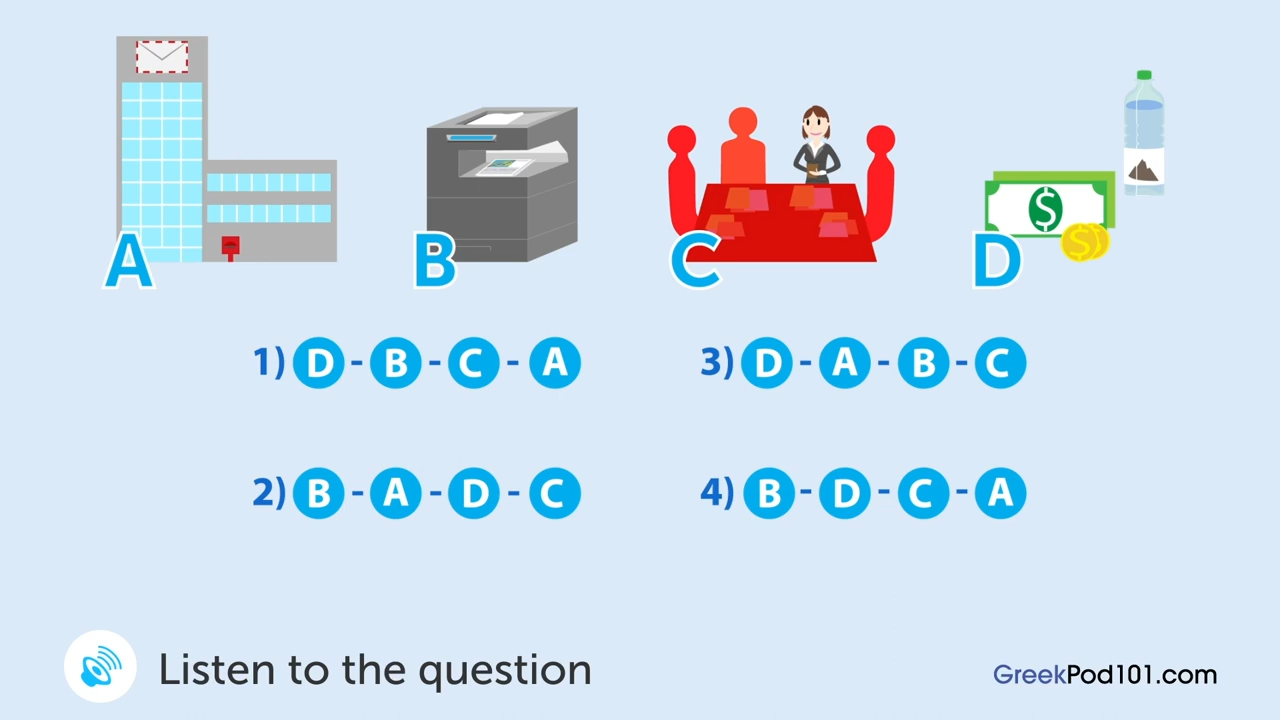 A
B
C
D
1) D - B - C - A
3) D - A - B - C
2) B - A - D - C
4) B - D - C - A
Listen to the question
GreekPod101.com